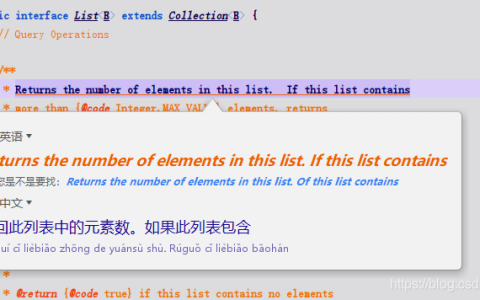 ic interface List<E> extends Collection<E> {
// Query Operations
/**
* Returns the number of elements in this list.  If this list contains
* more than {@code Integer.MAX_VALUE} elements, returns
英语
turns the number of elements in this list. If this list contains
您是不是要找: Returns the number of elements in this list. Of this list contains
中文
回此列表中的元素数。如果此列表包含
huí cǐ lièbiǎo zhōng de yuánsù shù. Rúguǒ cǐ lièbiǎo bāohán
*
* @return {@code true} if this list contains no elements
https://blog.csd